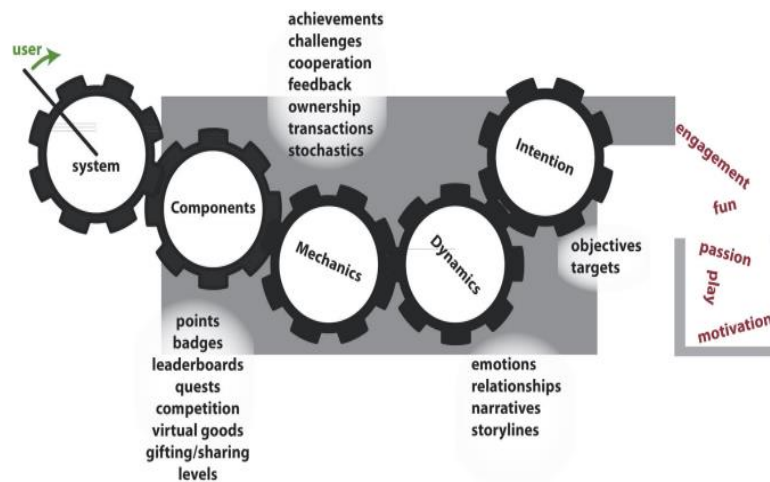 achievements
challenges
cooperation
feedback
ownership
transactions
stochastics
user
system
Components
Mechanics
Dynamics
Intention
engagement
fun
passion
play
motivation
objectives
targets
points
badges
leaderboards
quests
competition
virtual goods
gifting/sharing
levels
emotions
relationships
narratives
storylines